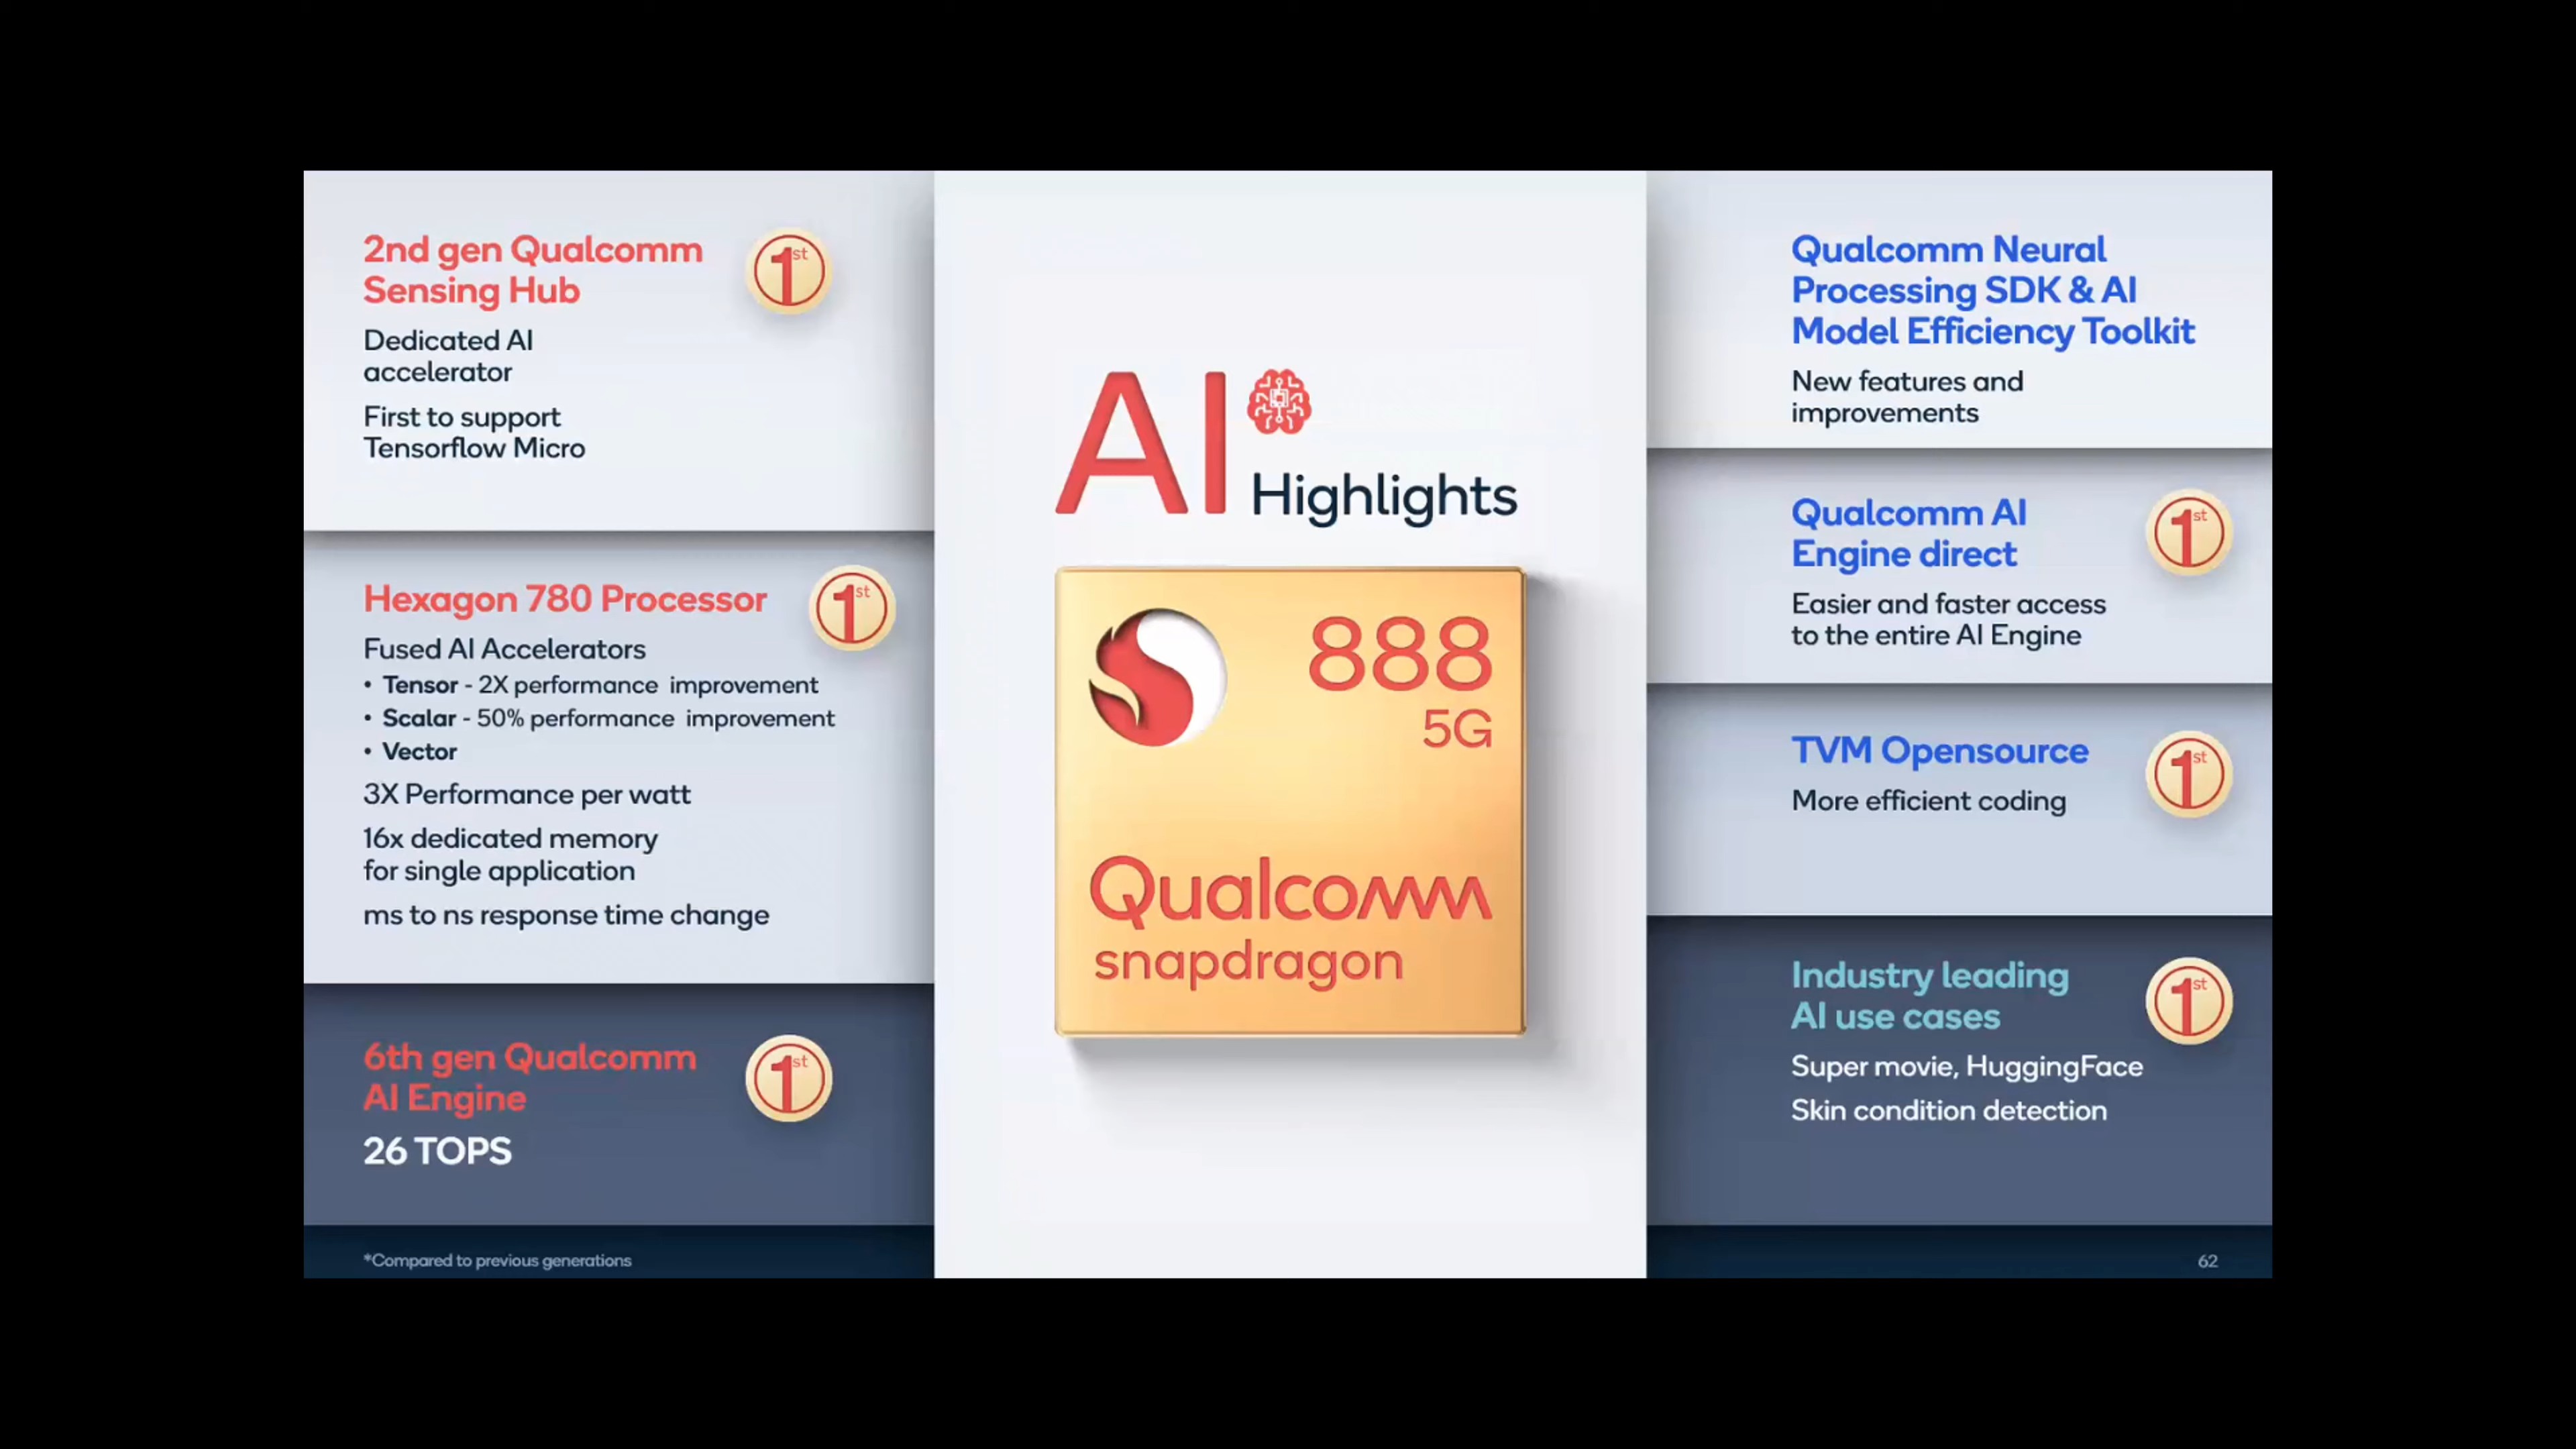 2nd gen Qualcomm
Sensing Hub
1st
Dedicated AI
accelerator
First to support
Tensorflow Micro
Hexagon 780 Processor
1st
Fused AI Accelerators
• Tensor - 2X performance improvement
• Scalar - 50% performance improvement
• Vector
3X Performance per watt
16x dedicated memory
for single application
ms to ns response time change
6th gen Qualcomm
AI Engine
1st
26 TOPS
*Compared to previous generations
AI
Highlights
888
5G
Qualcomm
snapdragon
Qualcomm Neural
Processing SDK & AI
Model Efficiency Toolkit
New features and
improvements
Qualcomm AI
Engine direct
1st
Easier and faster access
to the entire AI Engine
TVM Opensource
1st
More efficient coding
Industry leading
AI use cases
1st
Super movie, HuggingFace
Skin condition detection
62